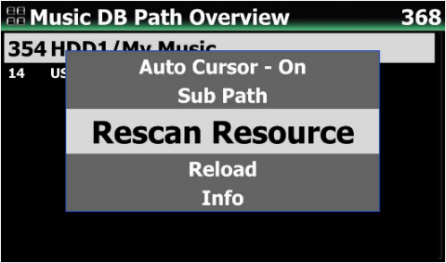 Music DB Path Overview 368
354 HDD1/My Music
14 US
Auto Cursor - On
Sub Path
Rescan Resource
Reload
Info